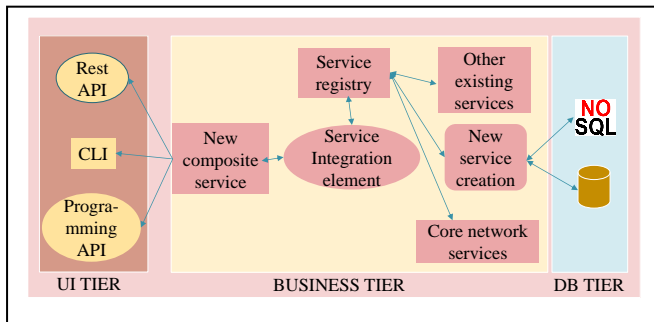 Rest
API
CLI
Progra-
mming
API
UI TIER
New
composite
service
Service
registry
Service
Integration
element
Other
existing
services
New
service
creation
Core network
services
BUSINESS TIER
NO
SQL
DB TIER